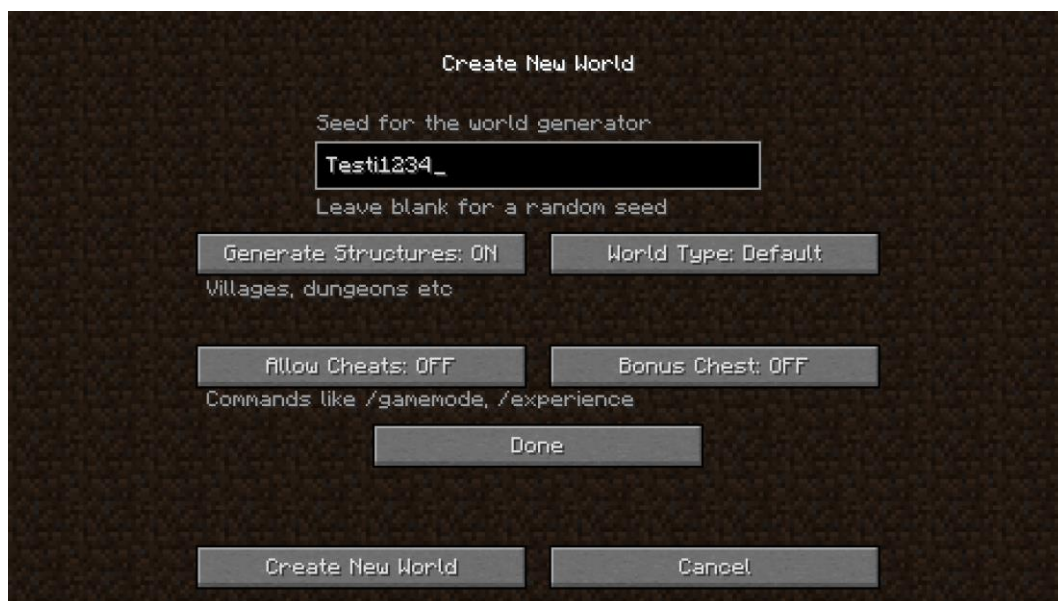 Create New World
Seed for the world generator
Testi1234_
Leave blank for a random seed
Generate Structures: ON
World Type: Default
Villages, dungeons etc
Allow Cheats: OFF
Bonus Chest: OFF
Commands like /gamemode, /experience
Done
Create New World
Cancel